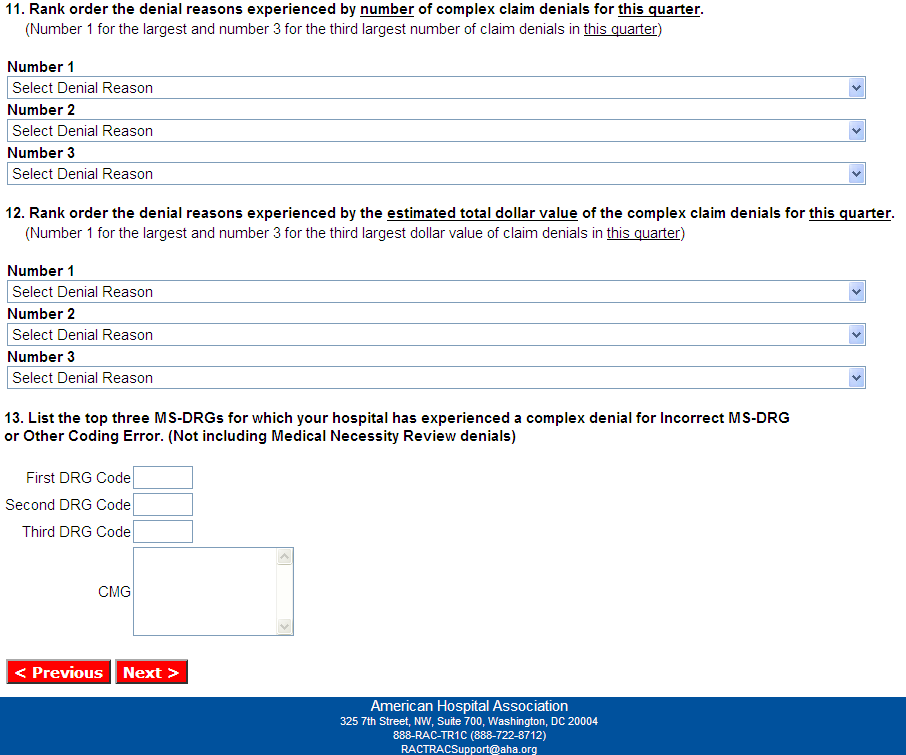 11. Rank order the denial reasons experienced by number of complex claim denials for this quarter.
(Number 1 for the largest and number 3 for the third largest number of claim denials in this quarter)
Number 1
Select Denial Reason
Number 2
Select Denial Reason
Number 3
Select Denial Reason
12. Rank order the denial reasons experienced by the estimated total dollar value of the complex claim denials for this quarter.
(Number 1 for the largest and number 3 for the third largest dollar value of claim denials in this quarter)
Number 1
Select Denial Reason
Number 2
Select Denial Reason
Number 3
Select Denial Reason
13. List the top three MS-DRGs for which your hospital has experienced a complex denial for Incorrect MS-DRG
or Other Coding Error. (Not including Medical Necessity Review denials)
First DRG Code
Second DRG Code
Third DRG Code
CMG
< Previous Next >
American Hospital Association
325 7th Street, NW, Suite 700, Washington, DC 20004
888-RAC-TR1C (888-722-8712)
RACTRACSupport@aha.org